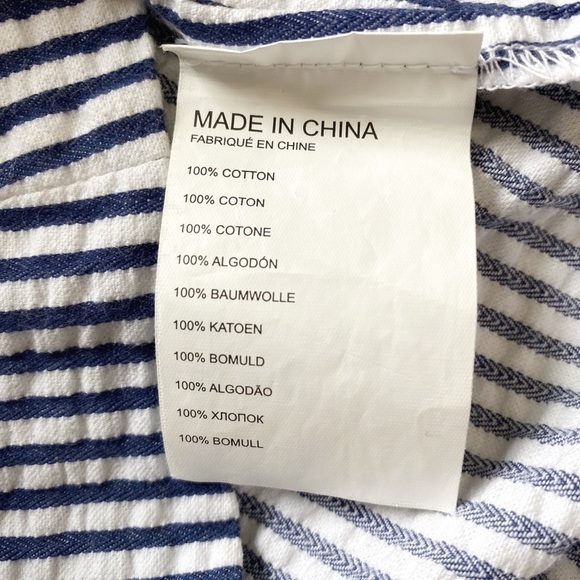 MADE IN CHINA
FABRIQUÉ EN CHINE
100% COTTON
100% COTON
100% COTONE
100% ALGODÓN
100% BAUMWOLLE
100% KATOEN
100% BOMULD
100% ALGODÃO
100% ХЛОПОК
100% BOMULL